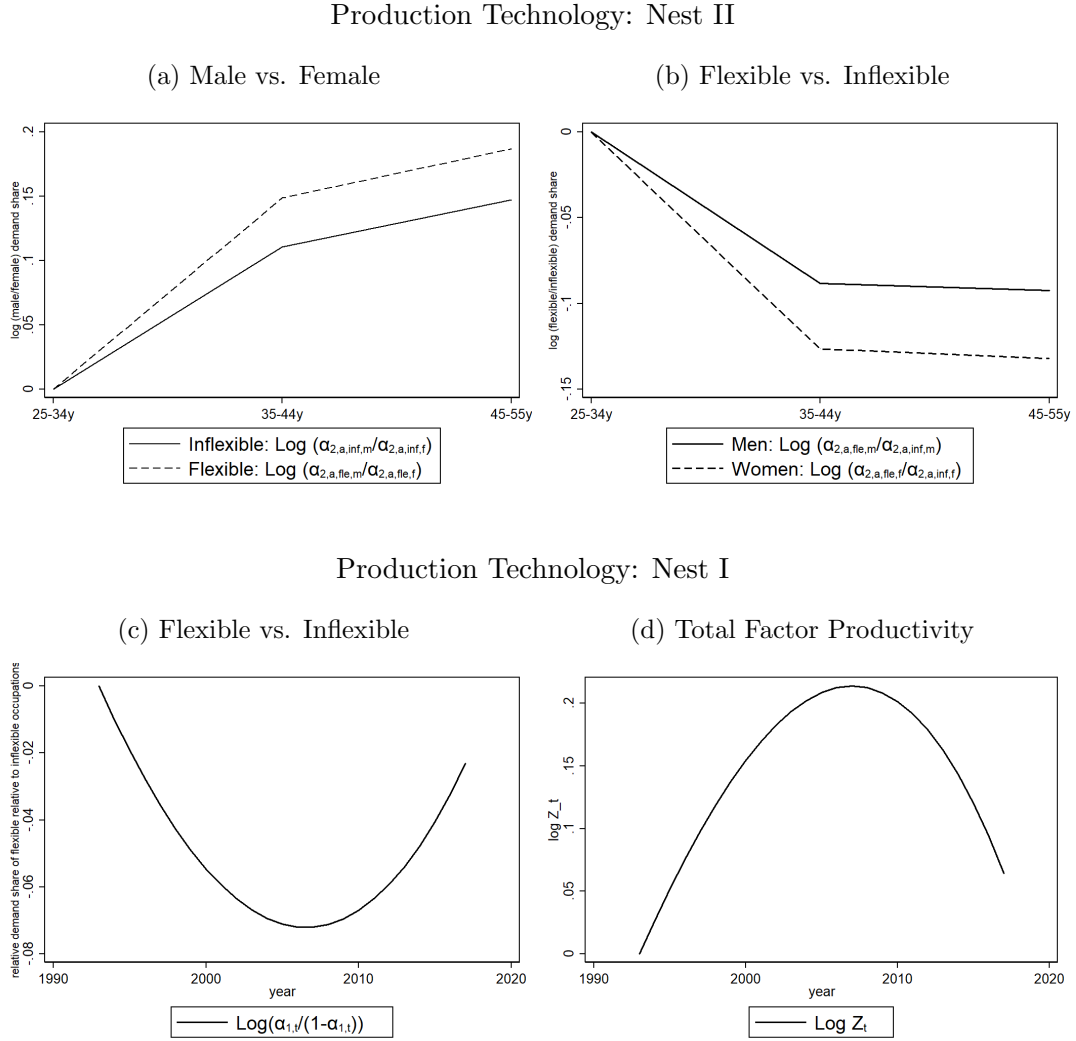 Production Technology: Nest II
(a) Male vs. Female
(b) Flexible vs. Inflexible
log (male/female) demand share
.2
.15
.1
.05
0
25-34y
35-44y
45-55y
Inflexible: Log (α2,a,inf,m/α2,a,inf,f)
Flexible: Log (α2,a,fle,m/α2,a,fle,f)
log (flexible/inflexible) demand share
0
-.05
-.1
-.15
25-34y
35-44y
45-55y
Men: Log (α2,a,fle,m/α2,a,inf,m)
Women: Log (α2,a,fle,f/α2,a,inf,f)
Production Technology: Nest I
(c) Flexible vs. Inflexible
(d) Total Factor Productivity
relative demand share of flexible relative to inflexible occupations
0
-.02
-.04
-.06
-.08
1990
2000
2010
2020
year
Log(α1,t/(1-α1,t))
log Z_t
.2
.15
.1
.05
0
1990
2000
2010
2020
year
Log Zt